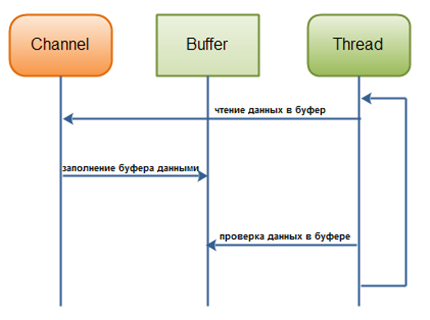 Channel
Buffer
Thread
чтение данных в буфер
заполнение буфера данными
проверка данных в буфере